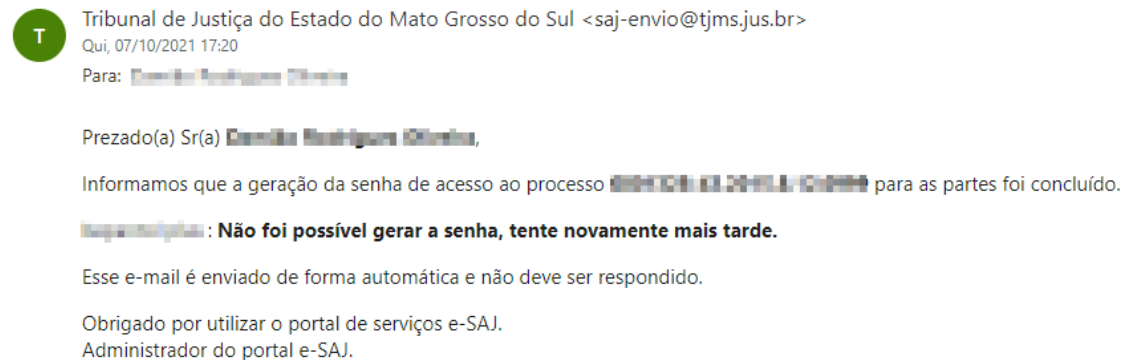 T
Tribunal de Justiça do Estado do Mato Grosso do Sul <saj-envio@tjms.jus.br>
Qui, 07/10/2021 17:20
Para:
Prezado(a) Sr(a) ,
Informamos que a geração da senha de acesso ao processo para as partes foi concluído.
: Não foi possível gerar a senha, tente novamente mais tarde.
Esse e-mail é enviado de forma automática e não deve ser respondido.
Obrigado por utilizar o portal de serviços e-SAJ.
Administrador do portal e-SAJ.